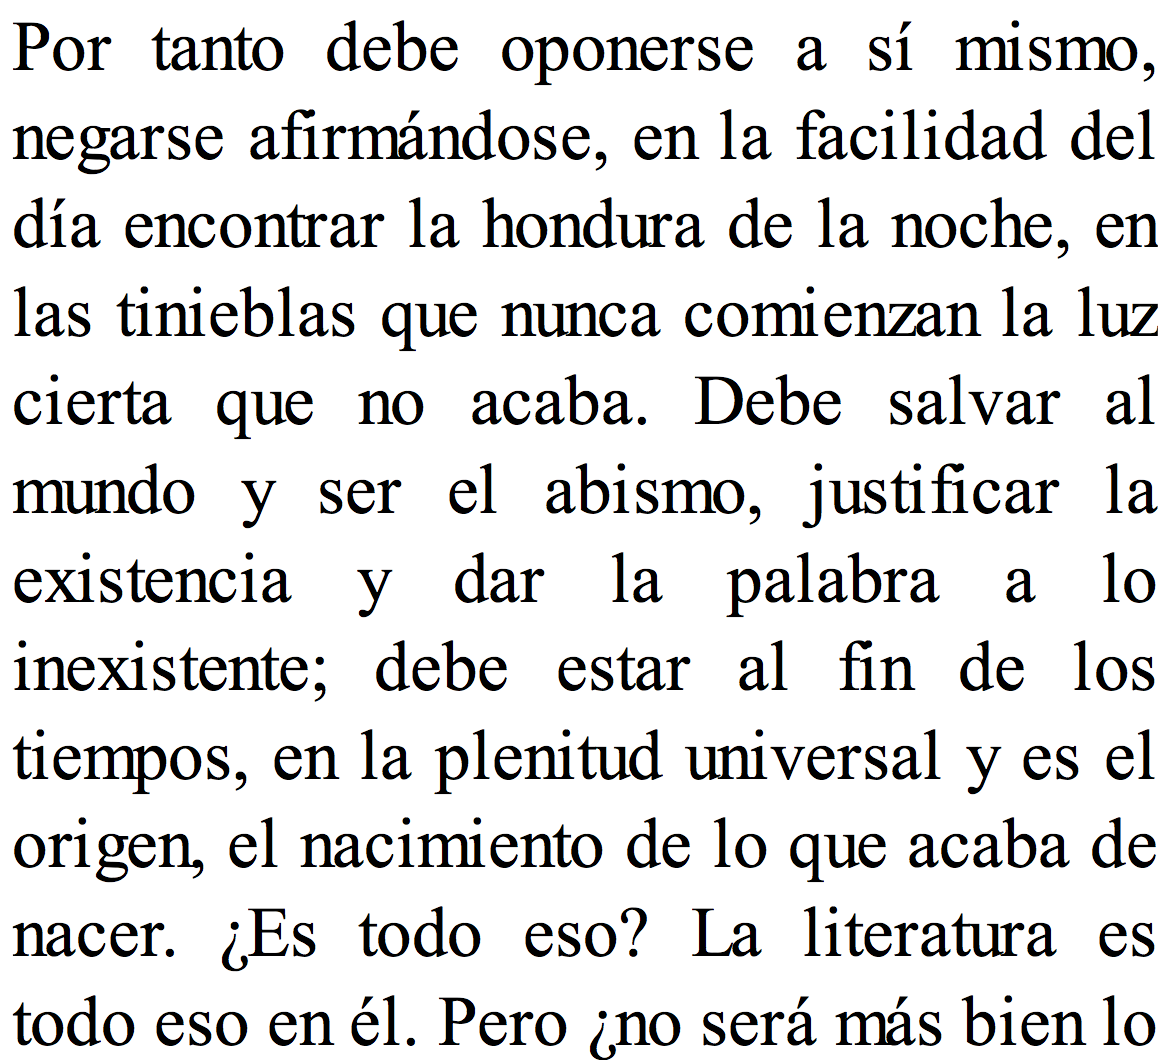 Por tanto debe oponerse a sí mismo,
negarse afirmándose, en la facilidad del
día encontrar la hondura de la noche, en
las tinieblas que nunca comienzan la luz
cierta que no acaba. Debe salvar al
mundo y ser el abismo, justificar la
existencia y dar la palabra a lo
inexistente; debe estar al fin de los
tiempos, en la plenitud universal y es el
origen, el nacimiento de lo que acaba de
nacer. ¿Es todo eso? La literatura es
todo eso en él. Pero ¿no será más bien lo